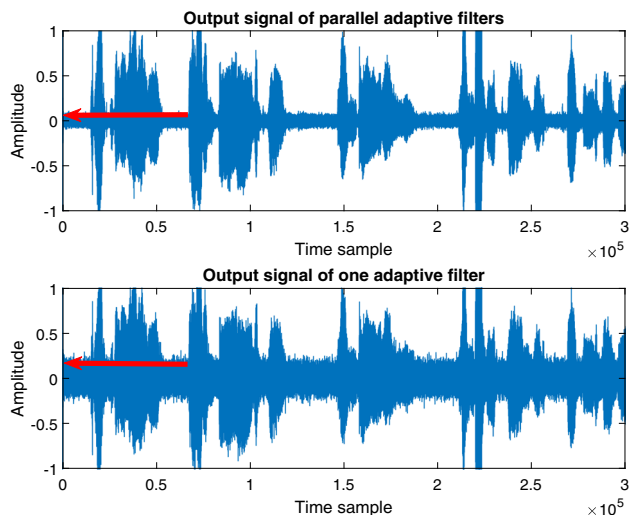 Output signal of parallel adaptive filters
Amplitude
1
0.5
0
-0.5
-1
0 0.5 1 1.5 2 2.5 3
Time sample
×10^5
Output signal of one adaptive filter
Amplitude
1
0.5
0
-0.5
-1
0 0.5 1 1.5 2 2.5 3
Time sample
×10^5